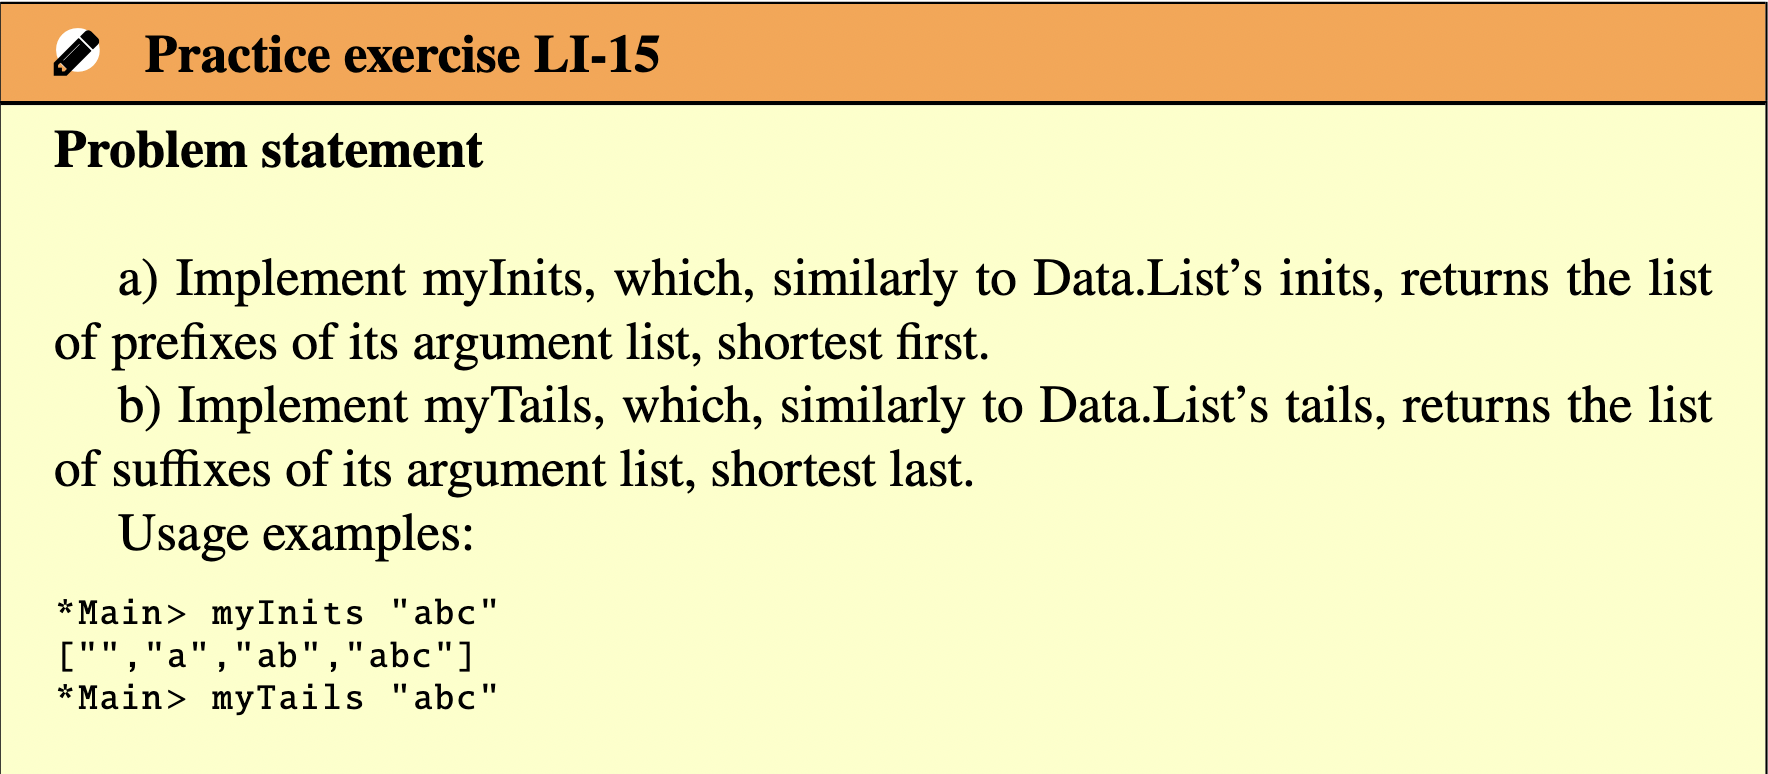 Practice exercise LI-15
Problem statement
a) Implement myInits, which, similarly to Data.List’s inits, returns the list
of prefixes of its argument list, shortest first.
b) Implement myTails, which, similarly to Data.List’s tails, returns the list
of suffixes of its argument list, shortest last.
Usage examples:
*Main> myInits "abc"
["","a","ab","abc"]
*Main> myTails "abc"